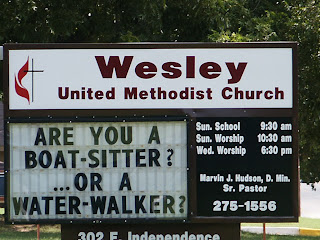 Wesley
United Methodist Church
ARE YOU A
BOAT-SITTER?
...OR A
WATER-WALKER?
Sun. School 9:30 am
Sun. Worship 10:30 am
Wed. Worship 6:30 pm
Marvin J. Hudson, D. Min.
Sr. Pastor
275-1556
302 E. Independence